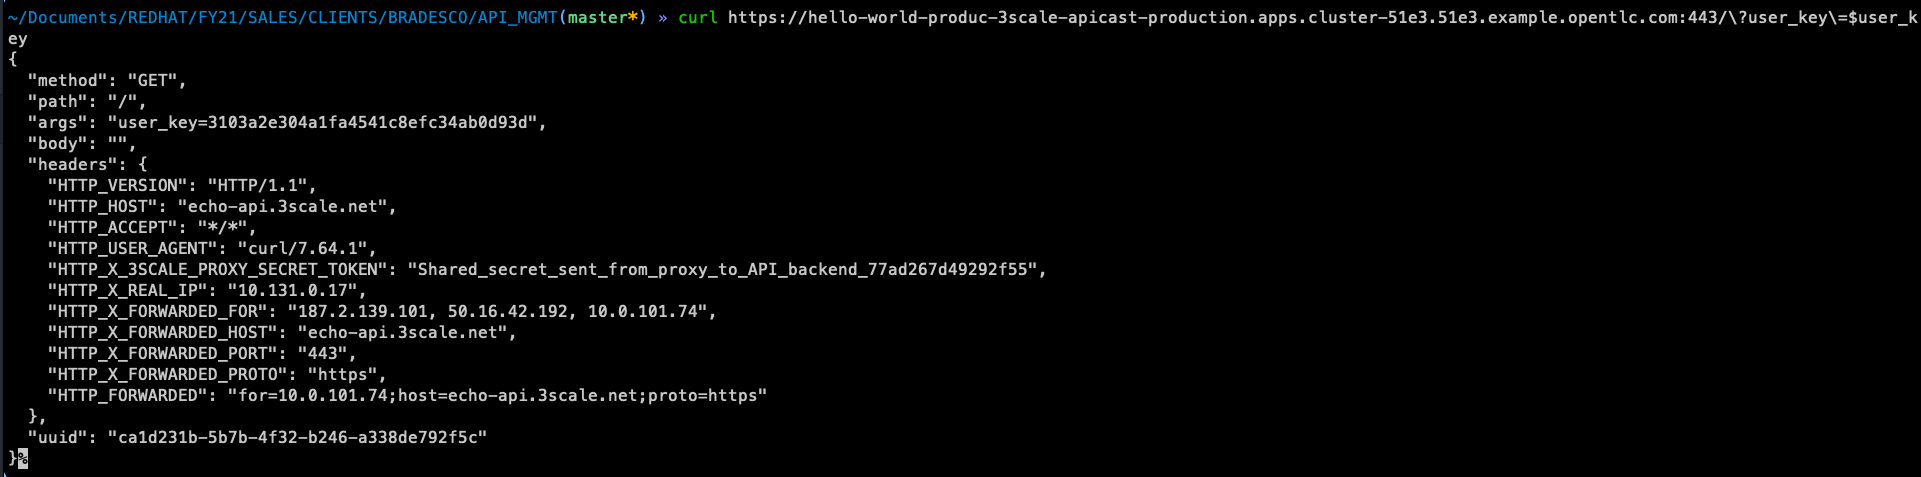 ~/Documents/REDHAT/FY21/SALES/CLIENTS/BRADESCO/API_MGMT(master*) » curl https://hello-world-produc-3scale-apicast-production.apps.cluster-51e3.51e3.example.opentlc.com:443/\?user_key\=$user_k
ey
{
  "method": "GET",
  "path": "/",
  "args": "user_key=3103a2e304a1fa4541c8efc34ab0d93d",
  "body": "",
  "headers": {
    "HTTP_VERSION": "HTTP/1.1",
    "HTTP_HOST": "echo-api.3scale.net",
    "HTTP_ACCEPT": "*/*",
    "HTTP_USER_AGENT": "curl/7.64.1",
    "HTTP_X_3SCALE_PROXY_SECRET_TOKEN": "Shared_secret_sent_from_proxy_to_API_backend_77ad267d49292f55",
    "HTTP_X_REAL_IP": "10.131.0.17",
    "HTTP_X_FORWARDED_FOR": "187.2.139.101, 50.16.42.192, 10.0.101.74",
    "HTTP_X_FORWARDED_HOST": "echo-api.3scale.net",
    "HTTP_X_FORWARDED_PORT": "443",
    "HTTP_X_FORWARDED_PROTO": "https",
    "HTTP_FORWARDED": "for=10.0.101.74;host=echo-api.3scale.net;proto=https"
  },
  "uuid": "ca1d231b-5b7b-4f32-b246-a338de792f5c"
}%